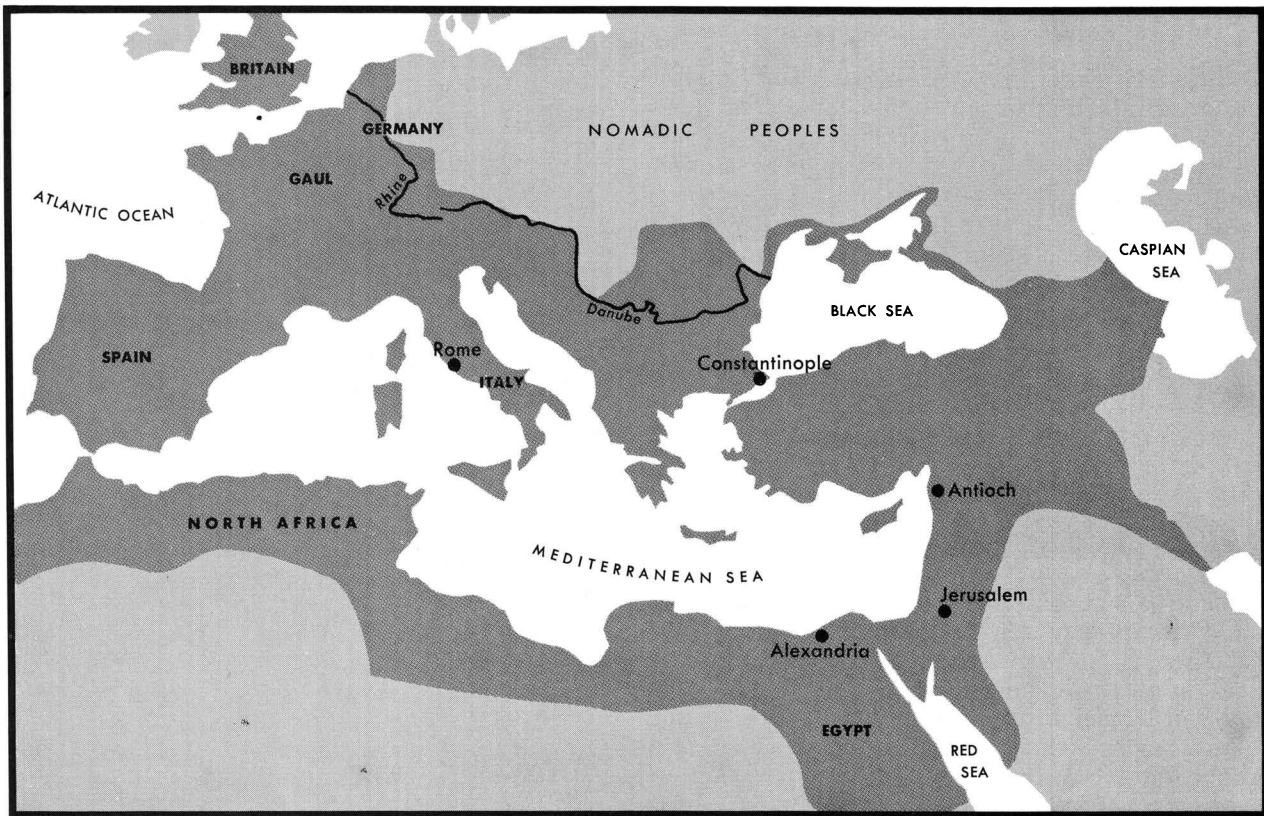 BRITAIN
GERMANY
NOMADIC PEOPLES
GAUL
Rhine
ATLANTIC OCEAN
CASPIAN
SEA
Danube
BLACK SEA
SPAIN
Rome
ITALY
Constantinople
Antioch
NORTH AFRICA
MEDITERRANEAN SEA
Jerusalem
Alexandria
EGYPT
RED
SEA